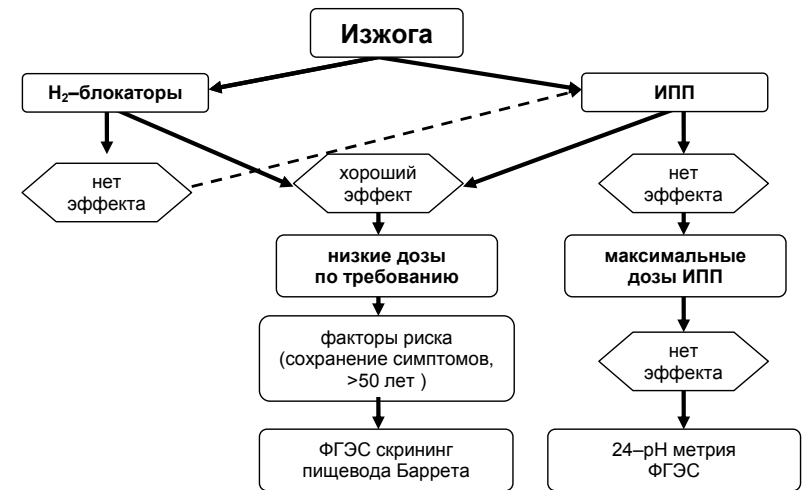 Изжога
H₂–блокаторы
ИПП
нет
эффекта
хороший
эффект
нет
эффекта
низкие дозы
по требованию
максимальные
дозы ИПП
факторы риска
(сохранение симптомов,
>50 лет )
нет
эффекта
ФГЭС скрининг
пищевода Баррета
24–рН метрия
ФГЭС